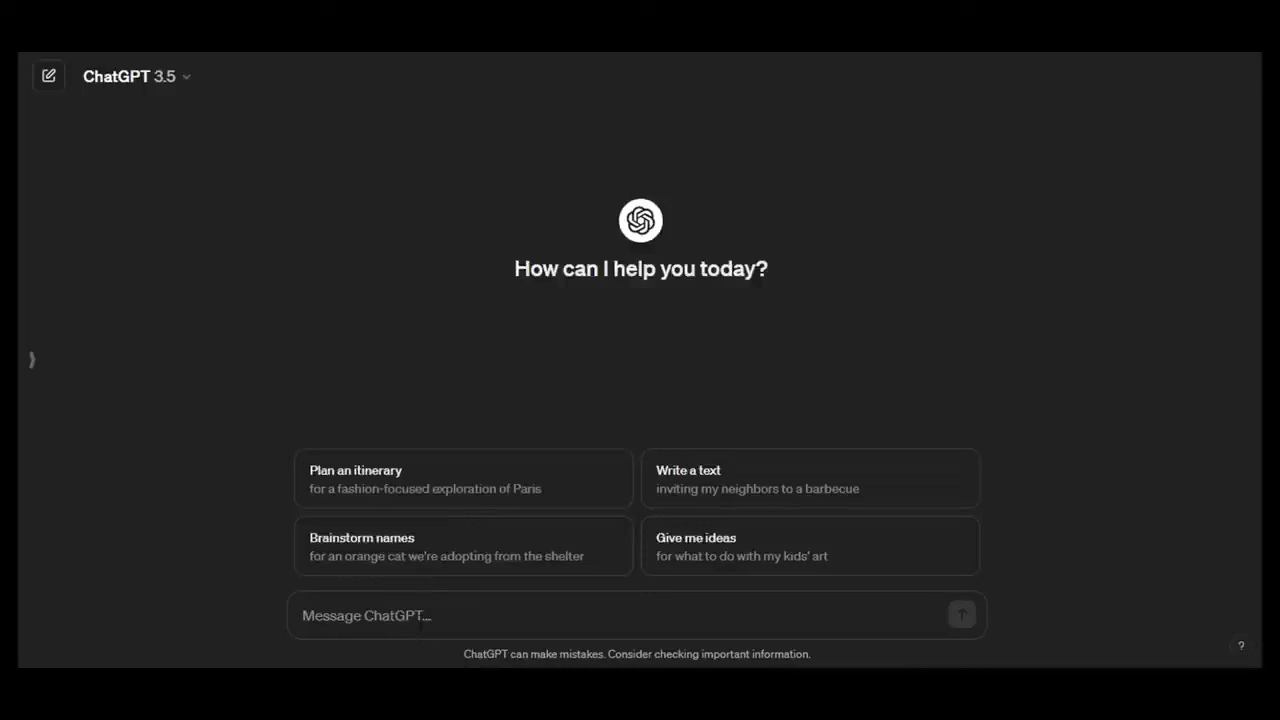 ChatGPT 3.5
How can I help you today?
Plan an itinerary
for a fashion-focused exploration of Paris
Write a text
inviting my neighbors to a barbecue
Brainstorm names
for an orange cat we're adopting from the shelter
Give me ideas
for what to do with my kids' art
Message ChatGPT...
ChatGPT can make mistakes. Consider checking important information.
?